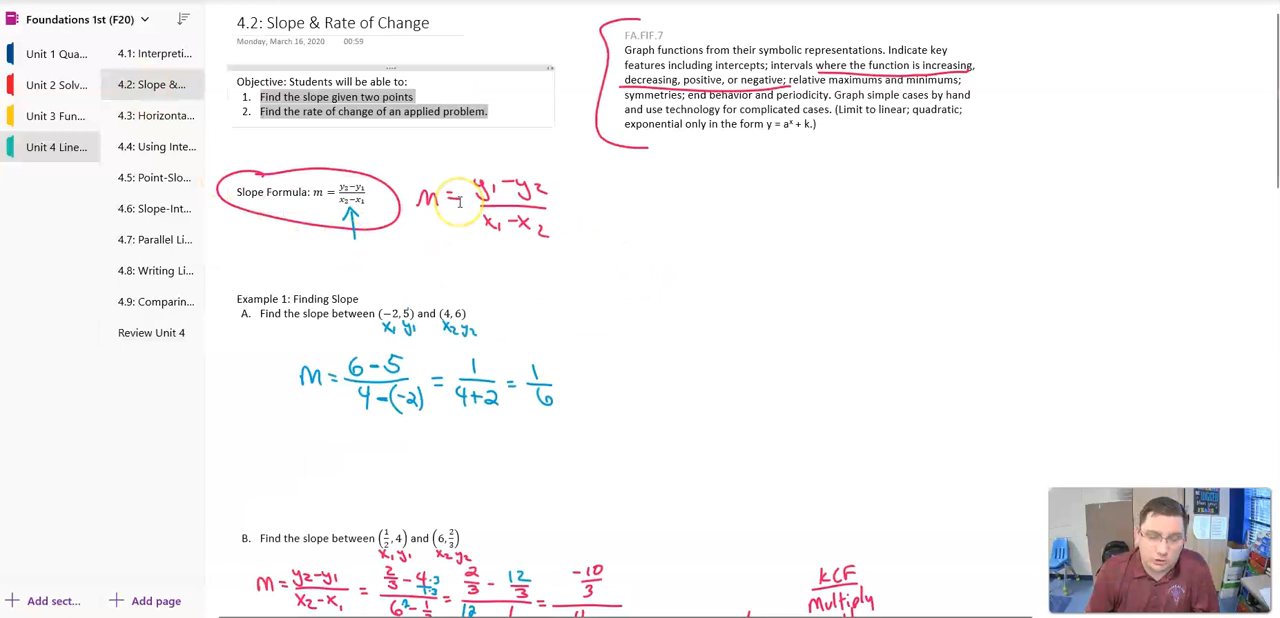 Foundations 1st (F20)
Unit 1 Qua...
Unit 2 Solv...
Unit 3 Fun...
Unit 4 Line...
Add sect...
4.1: Interpreti...
4.2: Slope &...
4.3: Horizonta...
4.4: Using Inte...
4.5: Point-Slo...
4.6: Slope-Int...
4.7: Parallel Li...
4.8: Writing Li...
4.9: Comparin...
Review Unit 4
Add page
4.2: Slope & Rate of Change
Monday, March 16, 2020 00:59
Objective: Students will be able to:
1. Find the slope given two points
2. Find the rate of change of an applied problem.
FA.FIF.7
Graph functions from their symbolic representations. Indicate key
features including intercepts; intervals where the function is increasing,
decreasing, positive, or negative; relative maximums and minimums;
symmetries; end behavior and periodicity. Graph simple cases by hand
and use technology for complicated cases. (Limit to linear; quadratic;
exponential only in the form y = aˣ + k.)
Slope Formula: m = (y₂−y₁)/(x₂−x₁)
m = (y₁−y₂)/(x₁−x₂)
Example 1: Finding Slope
A. Find the slope between (−2, 5) and (4, 6)
x₁ y₁ x₂ y₂
m = (6−5)/(4−(−2)) = 1/(4+2) = 1/6
B. Find the slope between (1/2, 4) and (6, 2/3)
x₁ y₁ x₂ y₂
m = (y₂−y₁)/(x₂−x₁)
KCF
Multiply